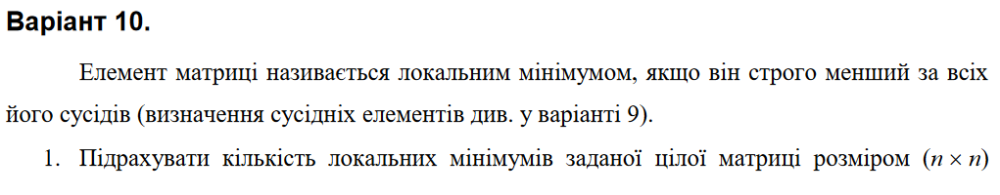 Варіант 10.
Елемент матриці називається локальним мінімумом, якщо він строго менший за всіх
його сусідів (визначення сусідніх елементів див. у варіанті 9).
1. Підрахувати кількість локальних мінімумів заданої цілої матриці розміром (n × n)